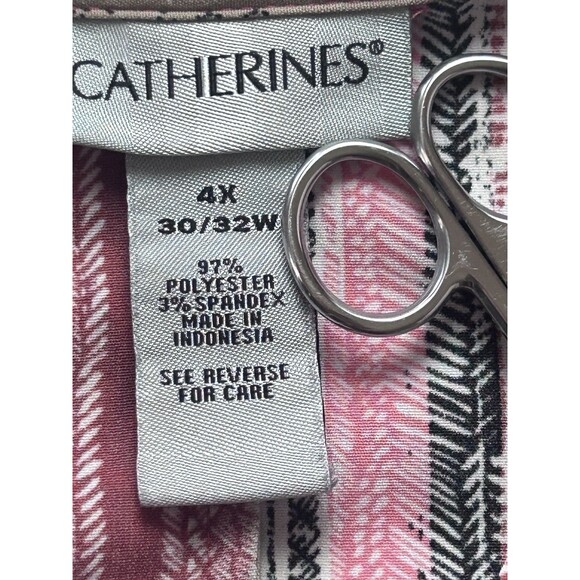 CATHERINES®
4X
30/32W
97%
POLYESTER
3% SPANDEX
MADE IN
INDONESIA
SEE REVERSE
FOR CARE